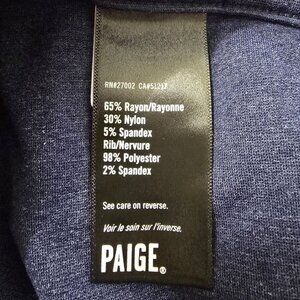 RN#27002 CA#51217
65% Rayon/Rayonne
30% Nylon
5% Spandex
Rib/Nervure
98% Polyester
2% Spandex
See care on reverse.
Voir le soin sur l'inverse.
PAIGE®